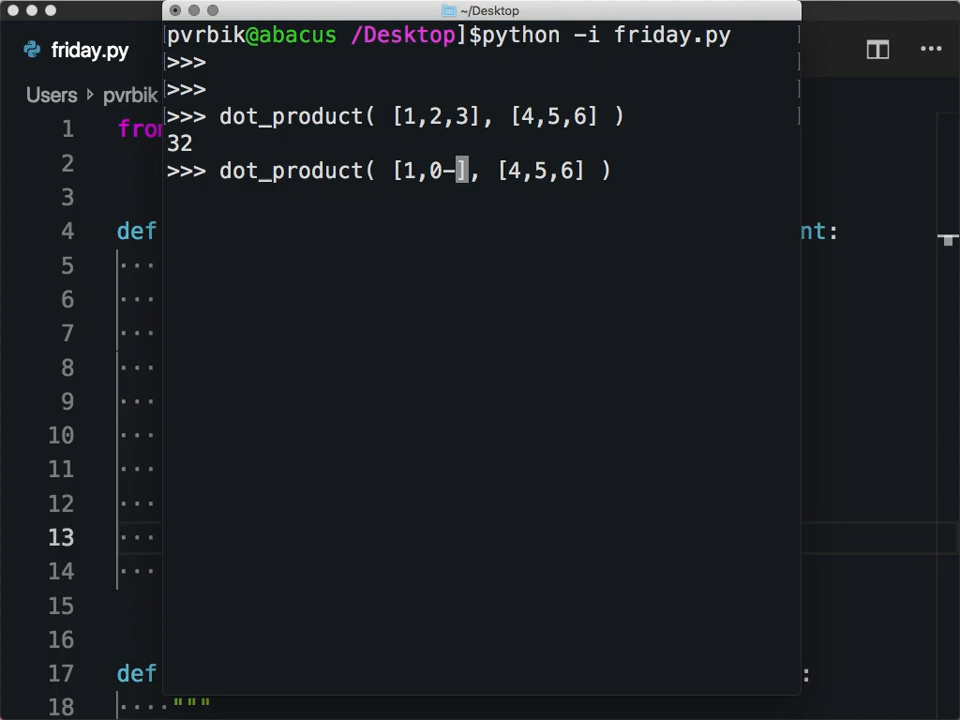 ~/Desktop
friday.py
pvrbik@abacus /Desktop]$python -i friday.py
>>>
Users pvrbik
>>>
1 from
>>> dot_product( [1,2,3], [4,5,6] )
32
2
>>> dot_product( [1,0-], [4,5,6] )
3
4 def nt:
5
6
7
8
9
10
11
12
13
14
15
16
17 def :
18 """